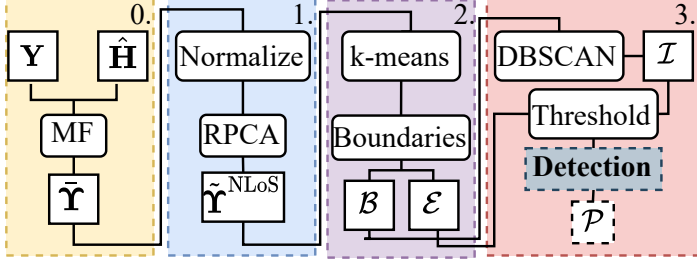 0.
Y Ĥ
MF
Ῡ
1.
Normalize
RPCA
ϒ̃ᴺᴸᵒˢ
2.
k-means
Boundaries
ℬ ℰ
3.
DBSCAN ℐ
Threshold
Detection
𝒫